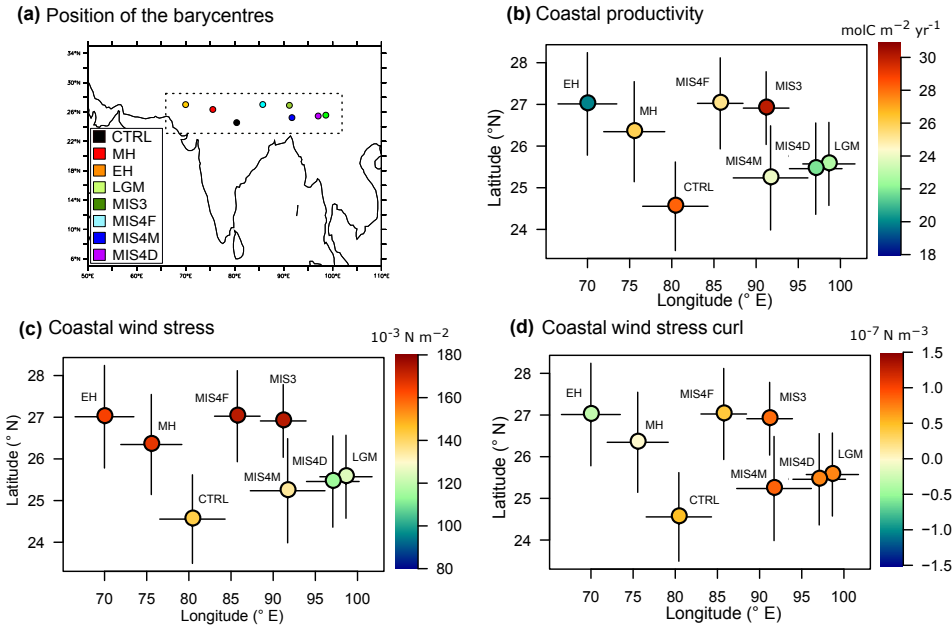 (a) Position of the barycentres
34°N
28°N
22°N
17°N
11°N
6°N
50°E
60°E
70°E
80°E
90°E
100°E
110°E
CTRL
MH
EH
LGM
MIS3
MIS4F
MIS4M
MIS4D
(b) Coastal productivity
molC m⁻² yr⁻¹
Latitude (°N)
28
27
26
25
24
EH
MH
MIS4F
MIS3
MIS4M
MIS4D
LGM
CTRL
70 75 80 85 90 95 100
Longitude (° E)
30
28
26
24
22
20
18
(c) Coastal wind stress
10⁻³ N m⁻²
Latitude (° N)
28
27
26
25
24
EH
MH
MIS4F
MIS3
MIS4M
MIS4D
LGM
CTRL
70 75 80 85 90 95 100
Longitude (° E)
180
160
140
120
100
80
(d) Coastal wind stress curl
10⁻⁷ N m⁻³
Latitude (° N)
28
27
26
25
24
EH
MH
MIS4F
MIS3
MIS4M
MIS4D
LGM
CTRL
70 75 80 85 90 95 100
Longitude (° E)
1.5
1.0
0.5
0.0
−0.5
−1.0
−1.5